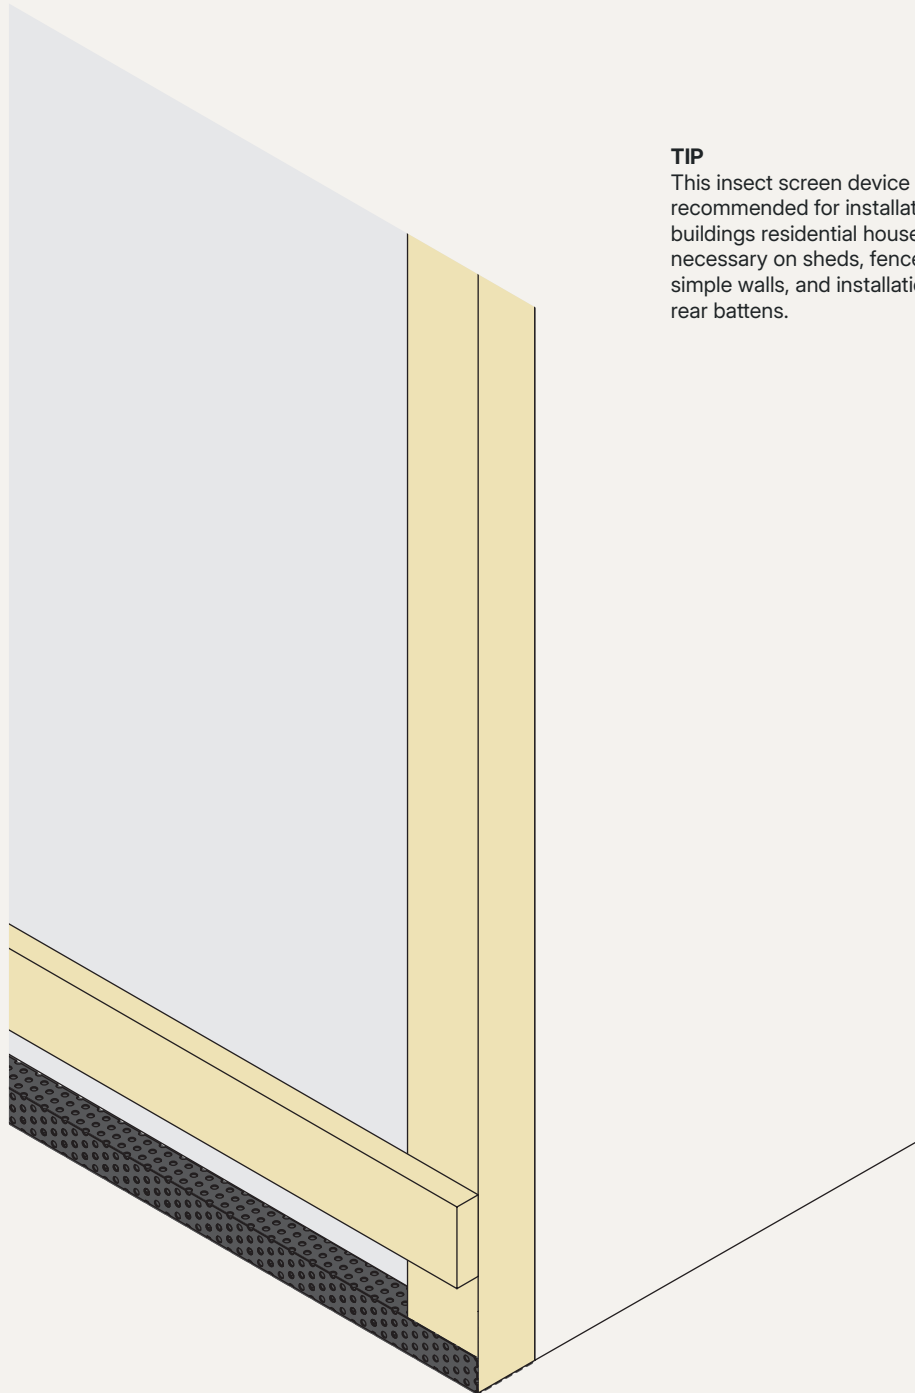 TIP
This insect screen device
recommended for
buildings residential
necessary on sheds,
simple walls, and
rear battens.